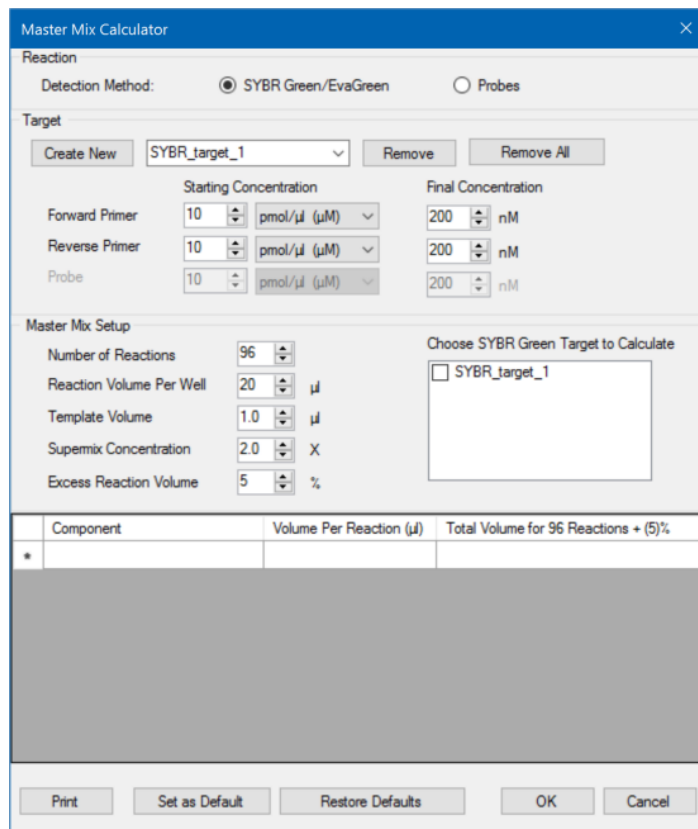 Master Mix Calculator
Reaction
Detection Method: SYBR Green/EvaGreen Probes
Target
Create New SYBR_target_1 Remove Remove All
Starting Concentration Final Concentration
Forward Primer 10 pmol/µl (µM) 200 nM
Reverse Primer 10 pmol/µl (µM) 200 nM
Probe 10 pmol/µl (µM) 200 nM
Master Mix Setup
Choose SYBR Green Target to Calculate
Number of Reactions 96
SYBR_target_1
Reaction Volume Per Well 20 µl
Template Volume 1.0 µl
Supermix Concentration 2.0 X
Excess Reaction Volume 5 %
Component Volume Per Reaction (µl) Total Volume for 96 Reactions + (5)%
*
Print Set as Default Restore Defaults OK Cancel